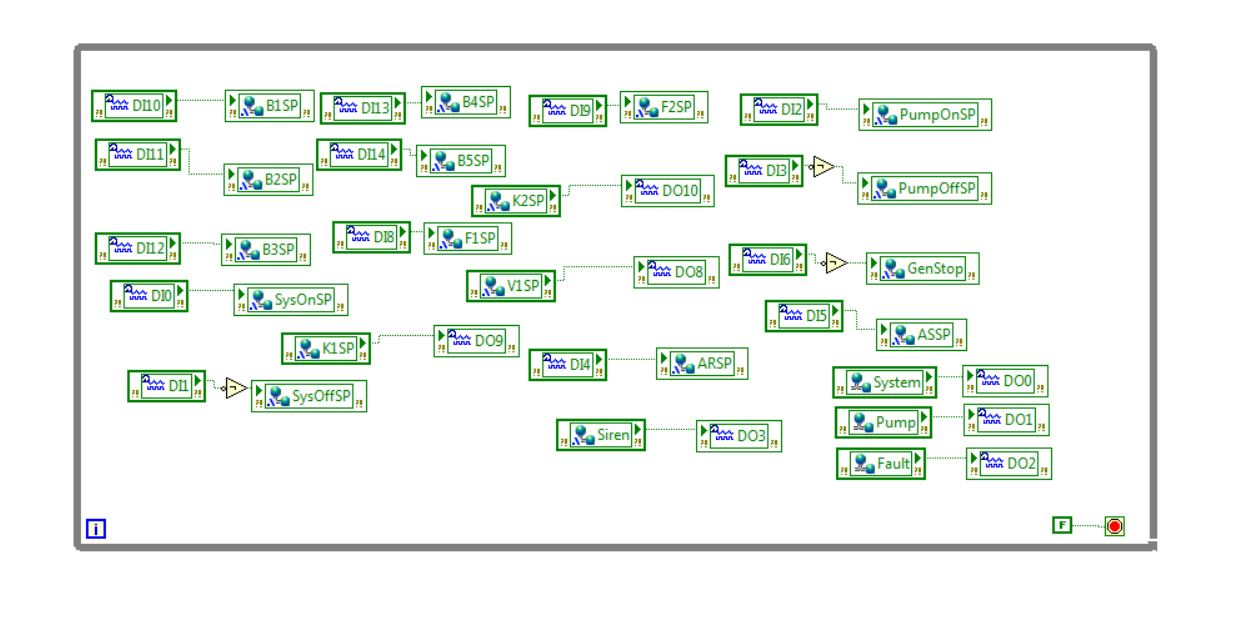 DI10 B1SP DI13 B4SP DI9 F2SP DI2 PumpOnSP
DI11 B2SP DI14 B5SP DI3 PumpOffSP
K2SP DO10
DI12 B3SP DI8 F1SP DI6 GenStop
DI0 SysOnSP V1SP DO8 DI5 ASSP
K1SP DO9 DI4 ARSP
DI1 SysOffSP System DO0
Siren DO3 Pump DO1
Fault DO2
i F